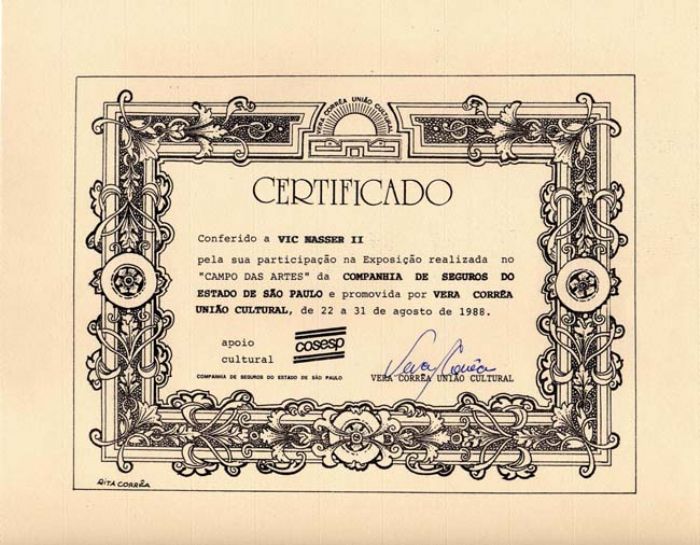 VERA CORRÊA UNIÃO CULTURAL
CERTIFICADO
Conferido a VIC NASSER II
pela sua participação na Exposição realizada no
"CAMPO DAS ARTES" da COMPANHIA DE SEGUROS DO
ESTADO DE SÃO PAULO e promovida por VERA CORRÊA
UNIÃO CULTURAL, de 22 a 31 de agosto de 1988.
apoio
cultural
cosesp
COMPANHIA DE SEGUROS DO ESTADO DE SÃO PAULO
Vera Corrêa
VERA CORRÊA UNIÃO CULTURAL
RITA CORRÊA